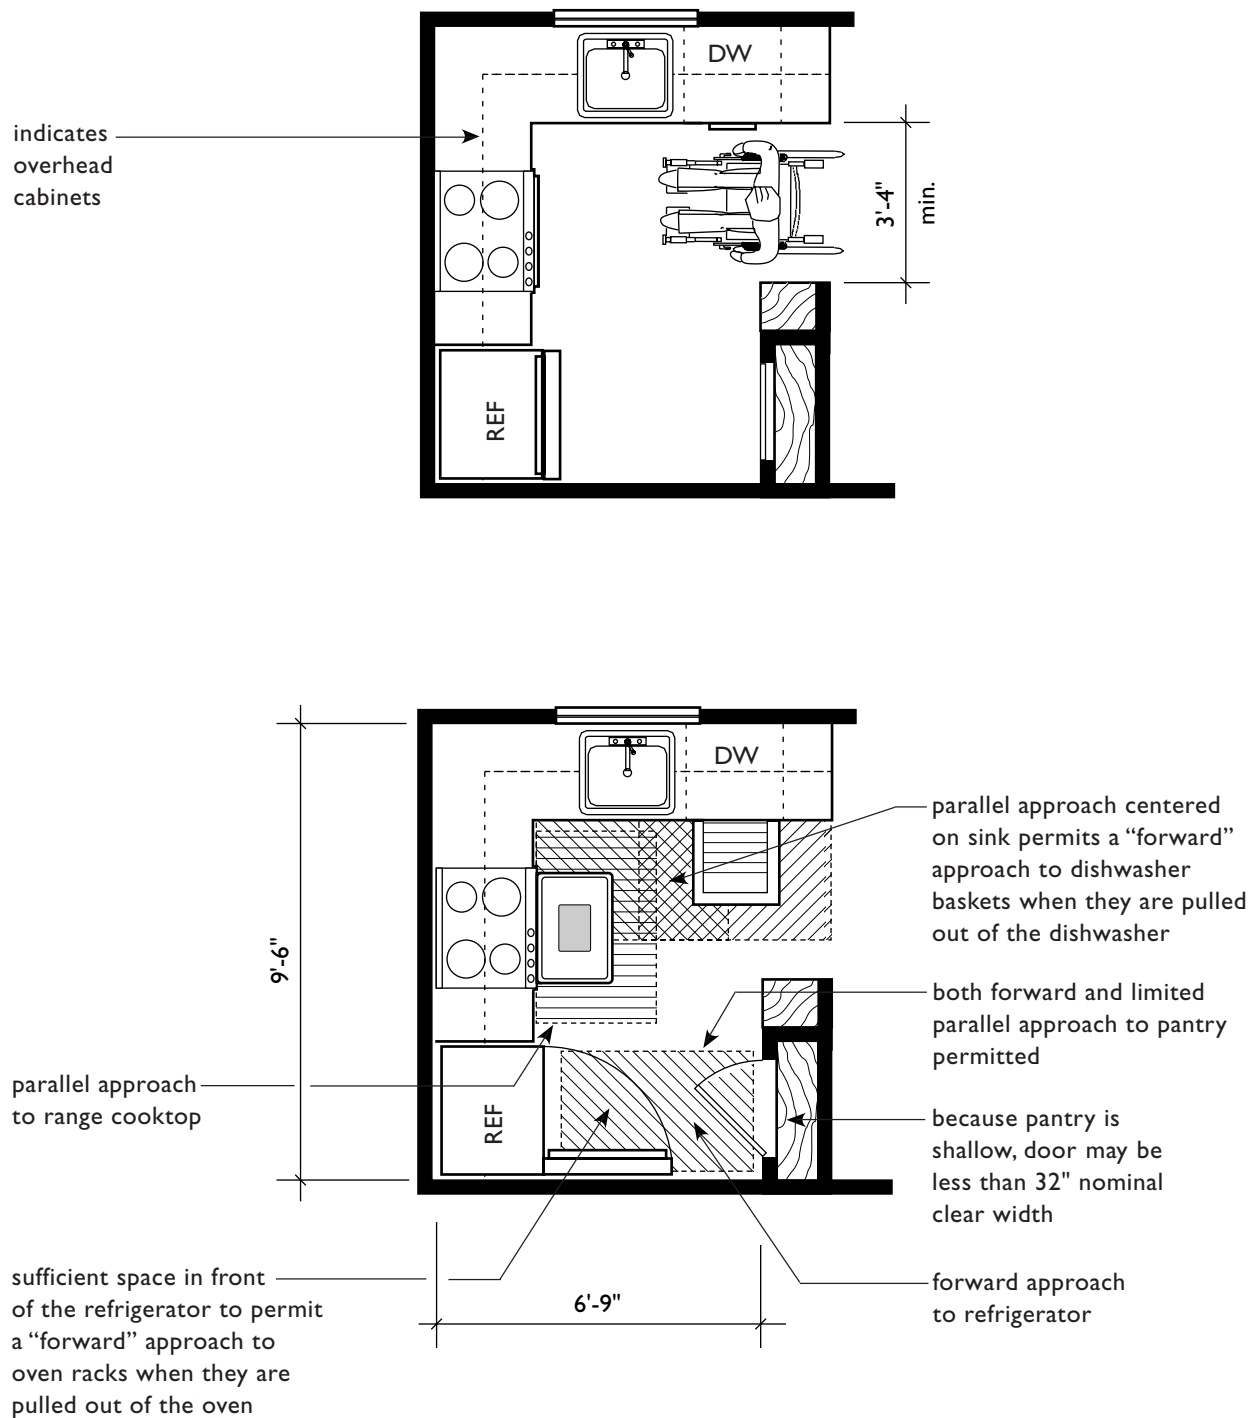 DW
indicates
overhead
cabinets
3'-4"
min.
REF
DW
parallel approach centered
on sink permits a “forward”
approach to dishwasher
baskets when they are pulled
out of the dishwasher
9'-6"
both forward and limited
parallel approach to pantry
permitted
parallel approach
to range cooktop
REF
because pantry is
shallow, door may be
less than 32" nominal
clear width
sufficient space in front
of the refrigerator to permit
a “forward” approach to
oven racks when they are
pulled out of the oven
6'-9"
forward approach
to refrigerator